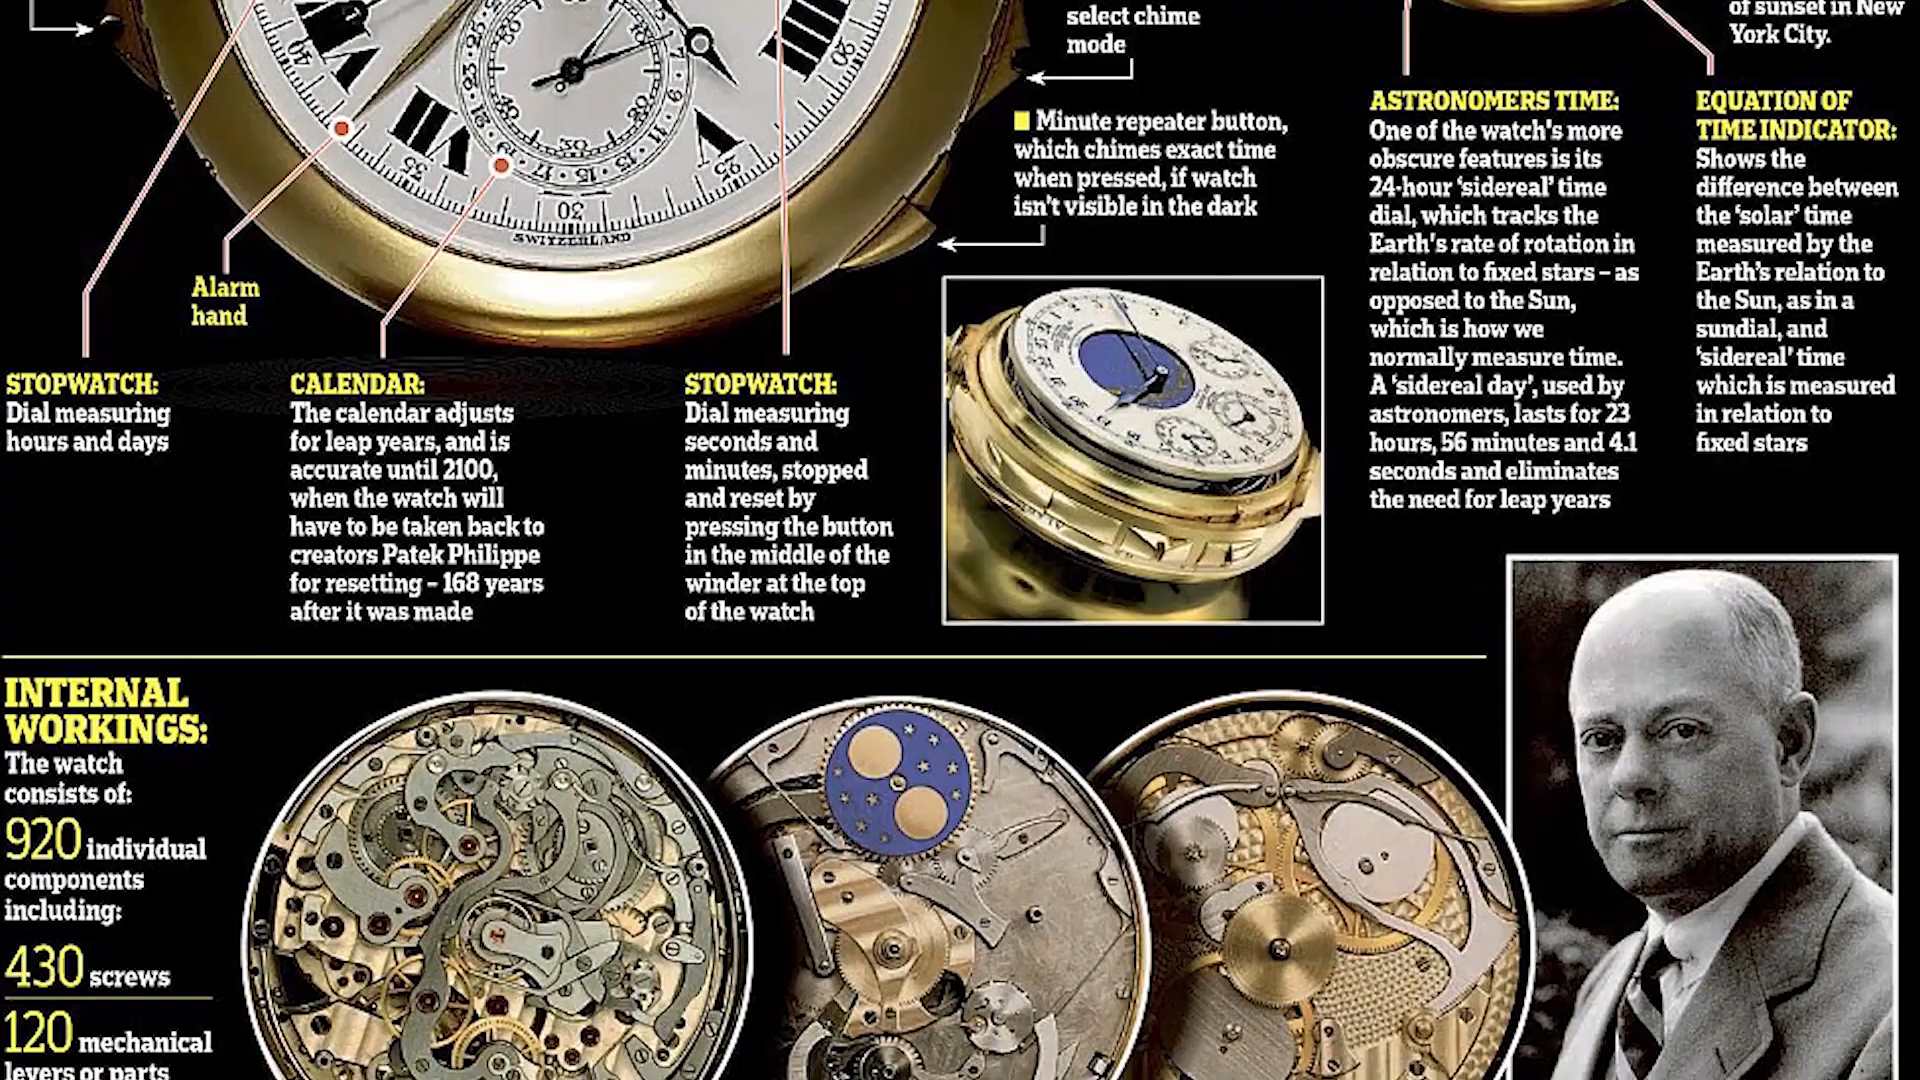 select chime
mode
of sunset in New
York City.
Minute repeater button,
which chimes exact time
when pressed, if watch
isn't visible in the dark
Alarm
hand
SWITZERLAND
STOPWATCH:
Dial measuring
hours and days
CALENDAR:
The calendar adjusts
for leap years, and is
accurate until 2100,
when the watch will
have to be taken back to
creators Patek Philippe
for resetting – 168 years
after it was made
STOPWATCH:
Dial measuring
seconds and
minutes, stopped
and reset by
pressing the button
in the middle of the
winder at the top
of the watch
ASTRONOMERS TIME:
One of the watch's more
obscure features is its
24-hour ‘sidereal’ time
dial, which tracks the
Earth's rate of rotation in
relation to fixed stars – as
opposed to the Sun,
which is how we
normally measure time.
A ‘sidereal day’, used by
astronomers, lasts for 23
hours, 56 minutes and 4.1
seconds and eliminates
the need for leap years
EQUATION OF
TIME INDICATOR:
Shows the
difference between
the ‘solar’ time
measured by the
Earth's relation to
the Sun, as in a
sundial, and
‘sidereal’ time
which is measured
in relation to
fixed stars
INTERNAL
WORKINGS:
The watch
consists of:
920 individual
components
including:
430 screws
120 mechanical
levers or parts